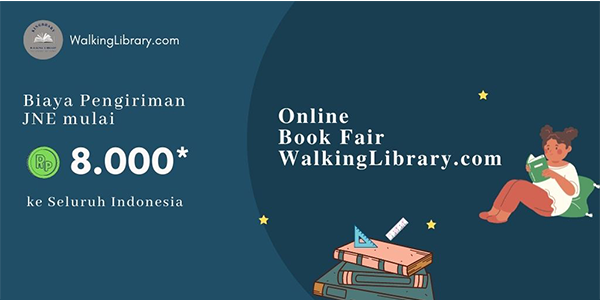 WalkingLibrary.com
Biaya Pengiriman
JNE mulai
Rp
8.000*
ke Seluruh Indonesia
Online
Book Fair
WalkingLibrary.com